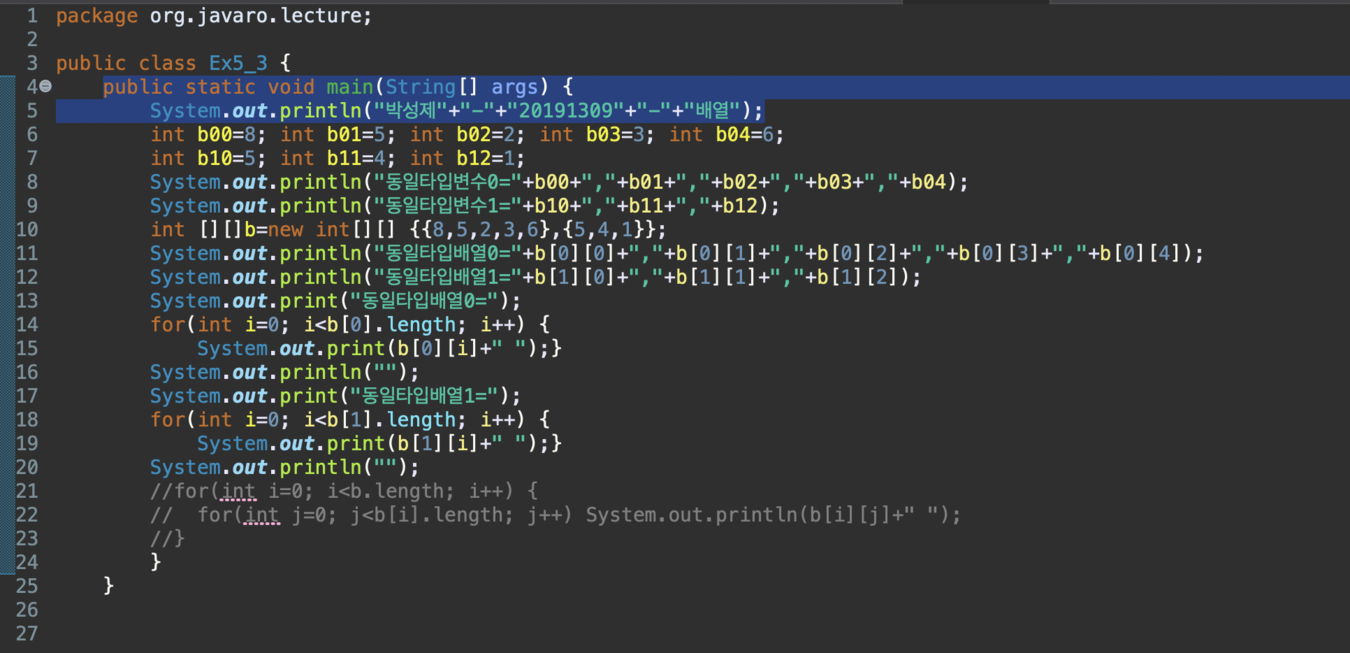 1 package org.javaro.lecture;
2
3 public class Ex5_3 {
4 public static void main(String[] args) {
5 System.out.println("박성제"+"-"+"20191309"+"-"+"배열");
6 int b00=8; int b01=5; int b02=2; int b03=3; int b04=6;
7 int b10=5; int b11=4; int b12=1;
8 System.out.println("동일타입변수0="+b00+","+b01+","+b02+","+b03+","+b04);
9 System.out.println("동일타입변수1="+b10+","+b11+","+b12);
10 int [][]b=new int[][] {{8,5,2,3,6},{5,4,1}};
11 System.out.println("동일타입배열0="+b[0][0]+","+b[0][1]+","+b[0][2]+","+b[0][3]+","+b[0][4]);
12 System.out.println("동일타입배열1="+b[1][0]+","+b[1][1]+","+b[1][2]);
13 System.out.print("동일타입배열0=");
14 for(int i=0; i<b[0].length; i++) {
15 System.out.print(b[0][i]+" ");}
16 System.out.println("");
17 System.out.print("동일타입배열1=");
18 for(int i=0; i<b[1].length; i++) {
19 System.out.print(b[1][i]+" ");}
20 System.out.println("");
21 //for(int i=0; i<b.length; i++) {
22 // for(int j=0; j<b[i].length; j++) System.out.println(b[i][j]+" ");
23 //}
24 }
25 }
26
27